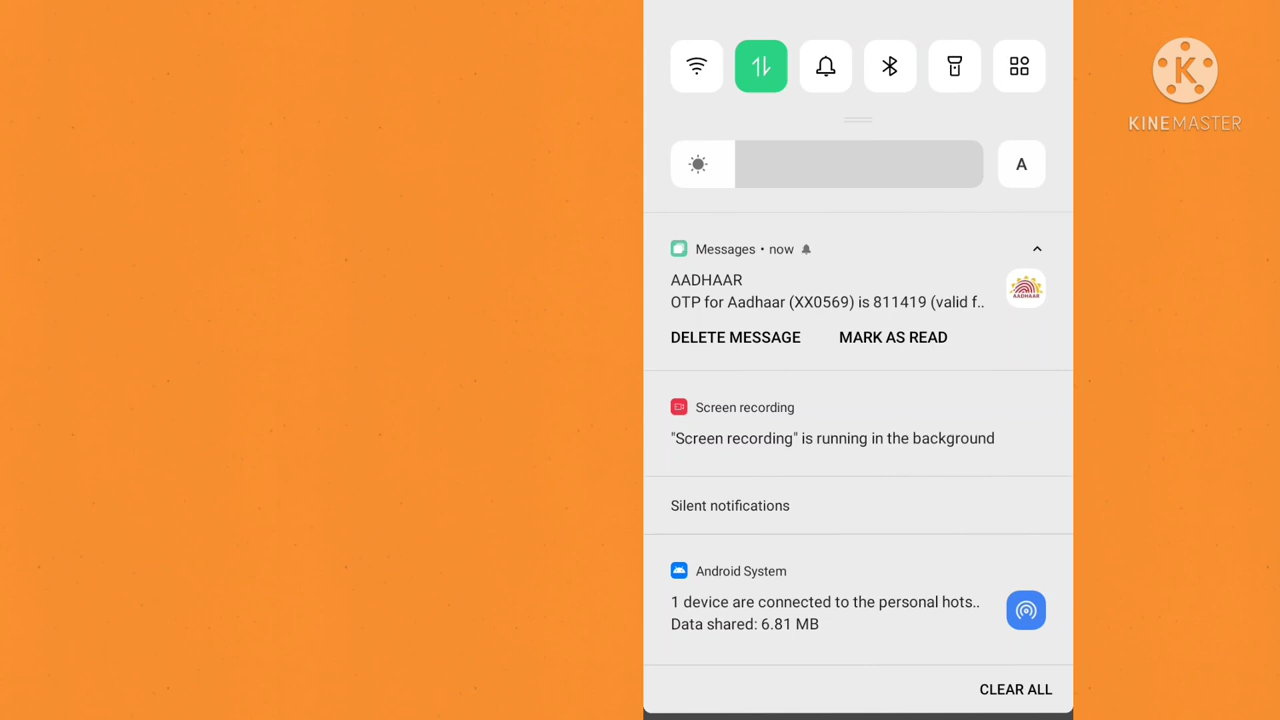 K
KINEMASTER
A
Messages • now
AADHAAR
OTP for Aadhaar (XX0569) is 811419 (valid f..
AADHAAR
DELETE MESSAGE MARK AS READ
Screen recording
"Screen recording" is running in the background
Silent notifications
Android System
1 device are connected to the personal hots..
Data shared: 6.81 MB
CLEAR ALL